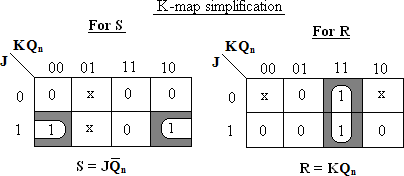 K-map simplification
For S
For R
KQn
J
00 01 11 10
0 0 x 0 0
1 1 x 0 1
S = JQ̅n
KQn
J
00 01 11 10
0 x 0 1 x
1 0 0 1 0
R = KQn